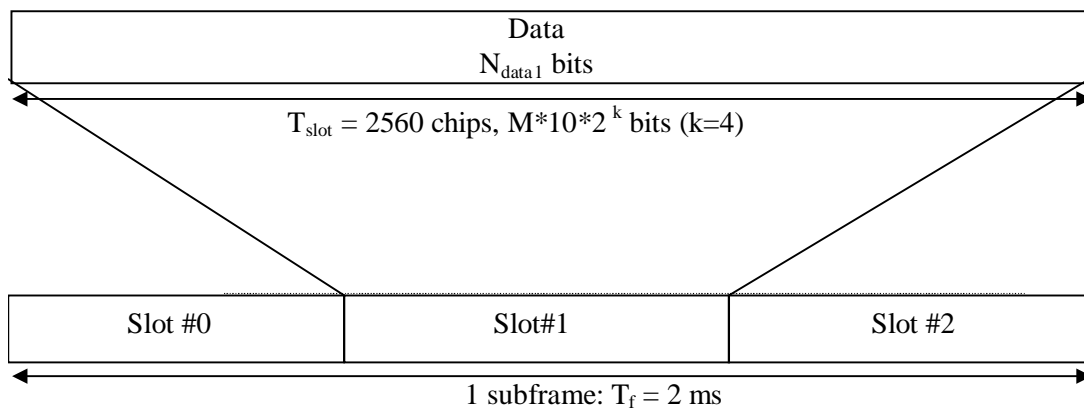 Data
N_data1 bits
T_slot = 2560 chips, M*10*2^k bits (k=4)
Slot #0
Slot#1
Slot #2
1 subframe: T_f = 2 ms